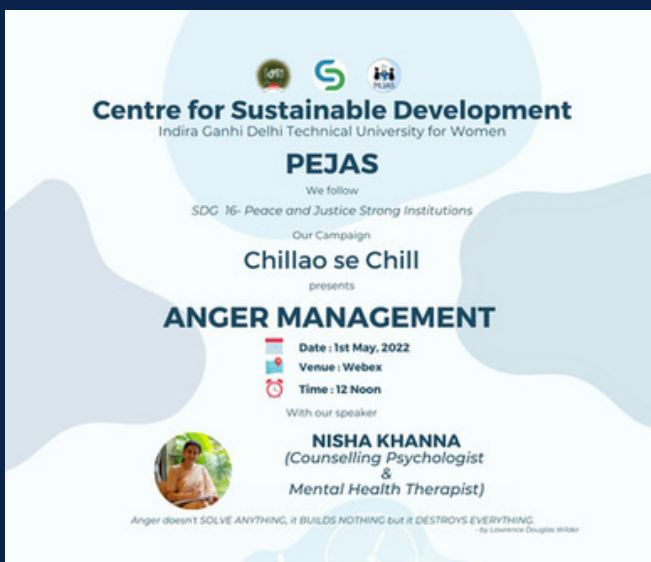 Centre for Sustainable Development
Indira Ganhi Delhi Technical University for Women
PEJAS
We follow
SDG 16- Peace and Justice Strong Institutions
Our Campaign
Chillao se Chill
presents
ANGER MANAGEMENT
Date : 1st May, 2022
Venue : Webex
Time : 12 Noon
With our speaker
NISHA KHANNA
(Counselling Psychologist
&
Mental Health Therapist)
Anger doesn't SOLVE ANYTHING, it BUILDS NOTHING but it DESTROYS EVERYTHING.
- by Lawrence Douglas Wilder